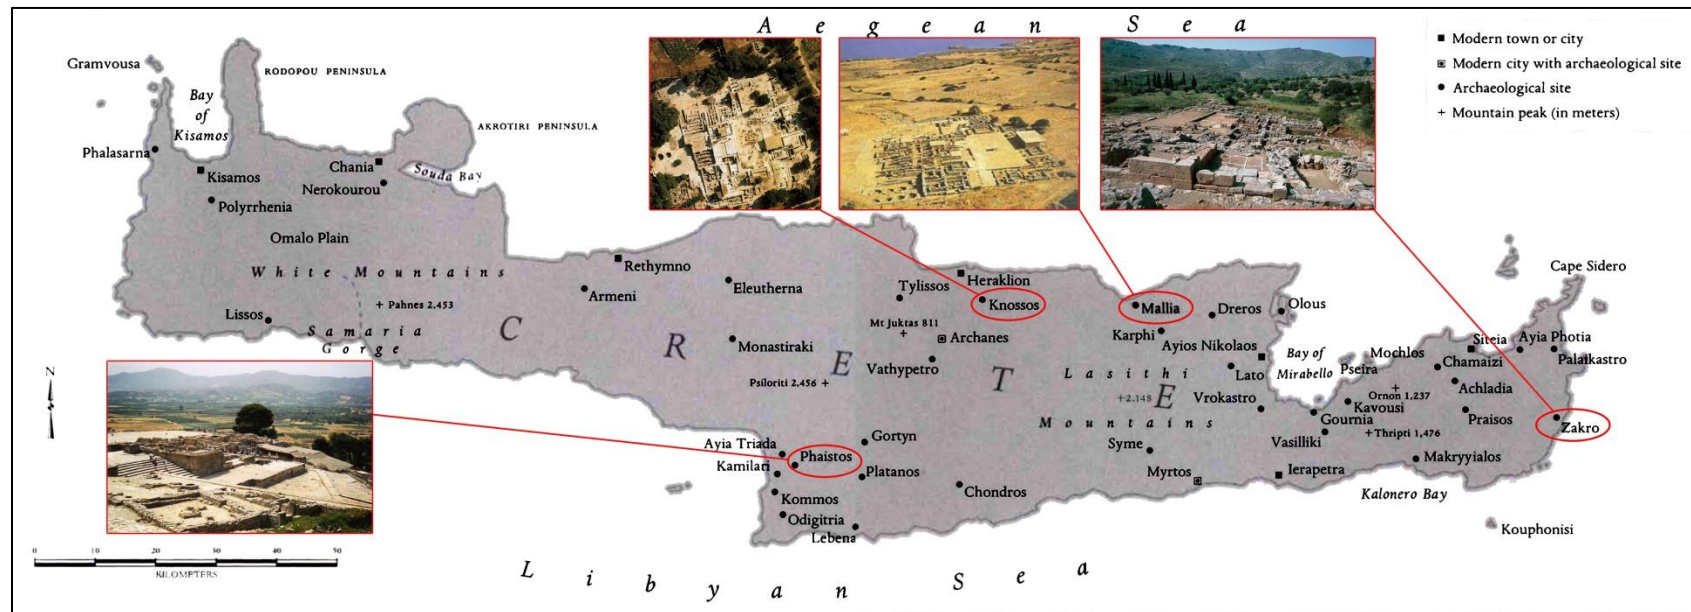 Aegean Sea
Modern town or city
Modern city with archaeological site
Archaeological site
+ Mountain peak (in meters)
Gramvousa
RODOPOU PENINSULA
Bay
of
Kisamos
AKROTIRI PENINSULA
Phalasarna
Chania
Souda Bay
Kisamos
Nerokourou
Polyrrhenia
Omalo Plain
White Mountains
Rethymno
Heraklion
Cape Sidero
Armeni
Eleutherna
Tylissos
Knossos
Mallia
Dreros
Olous
+ Pahnes 2,453
Lissos
Samaria
Gorge
CRETE
Mt Juktas 811
+
Archanes
Karphi
Ayios Nikolaos
Bay of
Mirabello
Siteia
Ayia Photia
Monastiraki
Vathypetro
Lato
Pseira
Mochlos
Chamaizi
Palaikastro
Psiloriti 2,456 +
Lasithi
Mountains
+2.148
Vrokastro
+
Ornon 1,237
Achladia
Kavousi
Gournia
Praisos
Zakro
Vasilliki
+ Thripti 1,476
Gortyn
Ayia Triada
Phaistos
Syme
Makryyialos
Kamilari
Platanos
Myrtos
Ierapetra
Kommos
Chondros
Kalonero Bay
Odigitria
Lebena
Kouphonisi
N
0 10 20 30 40 50
KILOMPTERS
Libyan Sea